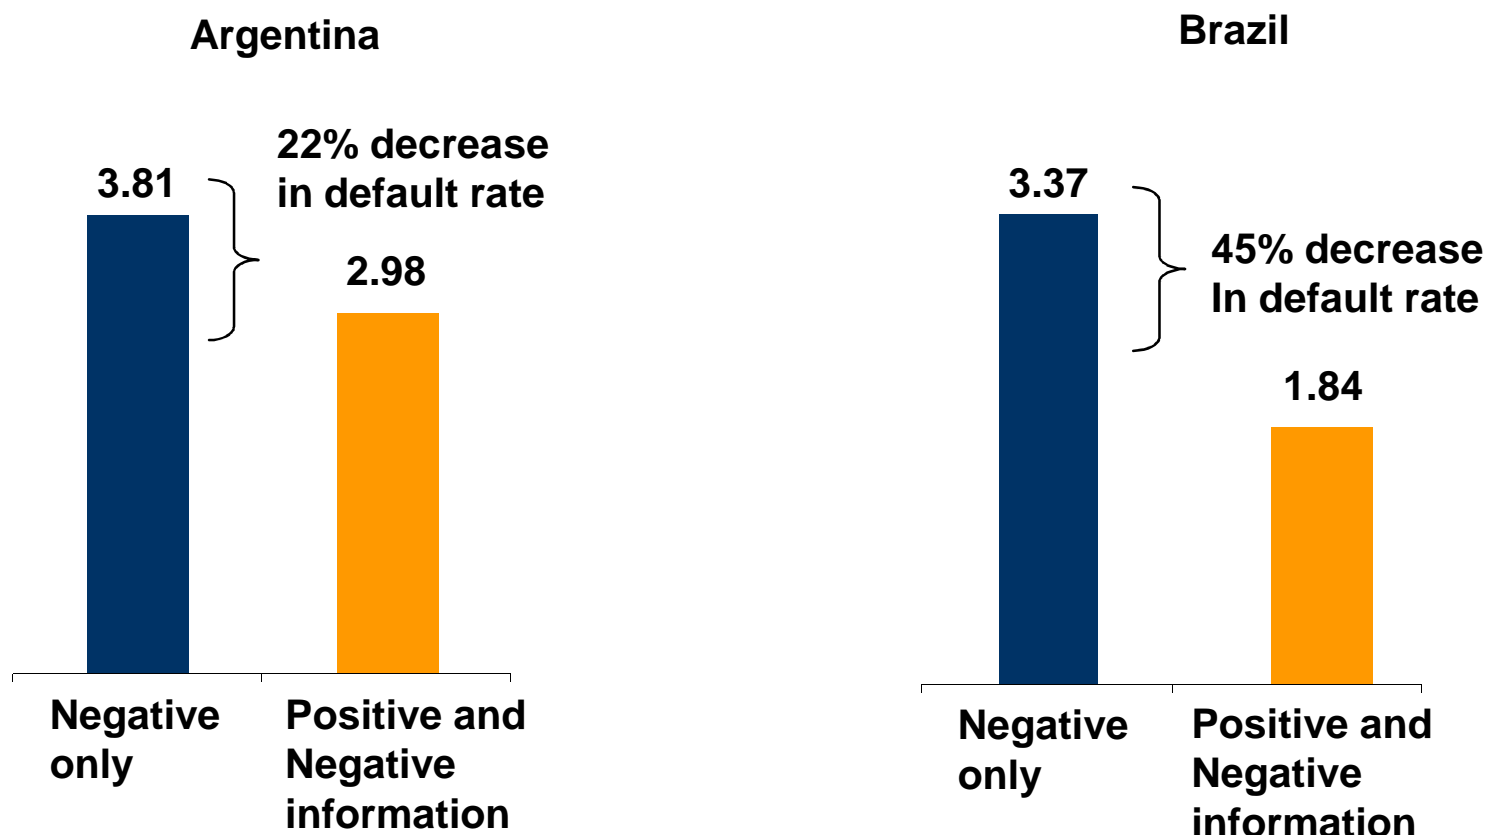 Argentina
22% decrease
in default rate
3.81
2.98
Negative
only
Positive and
Negative
information
Brazil
3.37
45% decrease
In default rate
1.84
Negative
only
Positive and
Negative
information